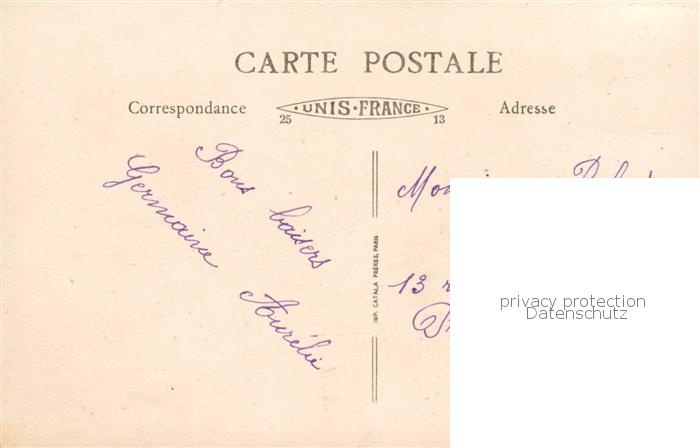 CARTE POSTALE
Correspondance
UNIS-FRANCE
25
13
Adresse
Bons baisers
Germaine Aurélie
IMP. CATALA FRÈRES, PARIS
13
privacy protection
Datenschutz